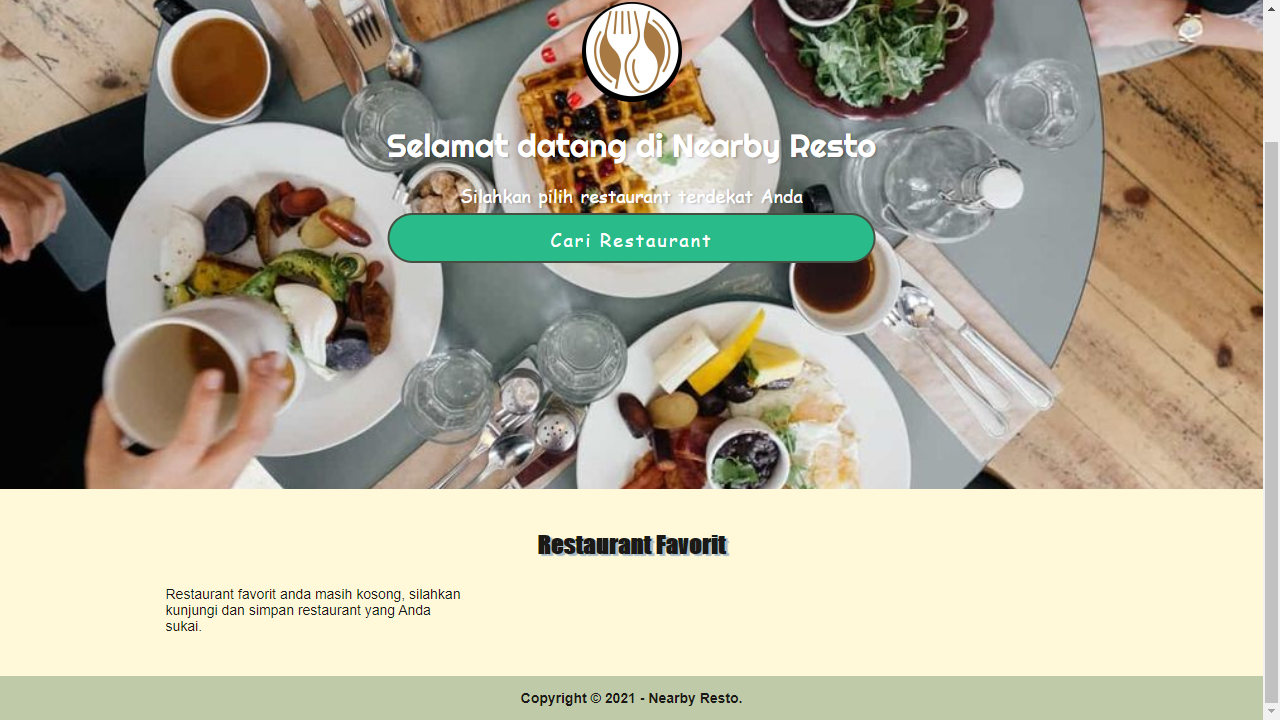 Selamat datang di Nearby Resto
Silahkan pilih restaurant terdekat Anda
Cari Restaurant
Restaurant Favorit
Restaurant favorit anda masih kosong, silahkan
kunjungi dan simpan restaurant yang Anda
sukai.
Copyright © 2021 - Nearby Resto.